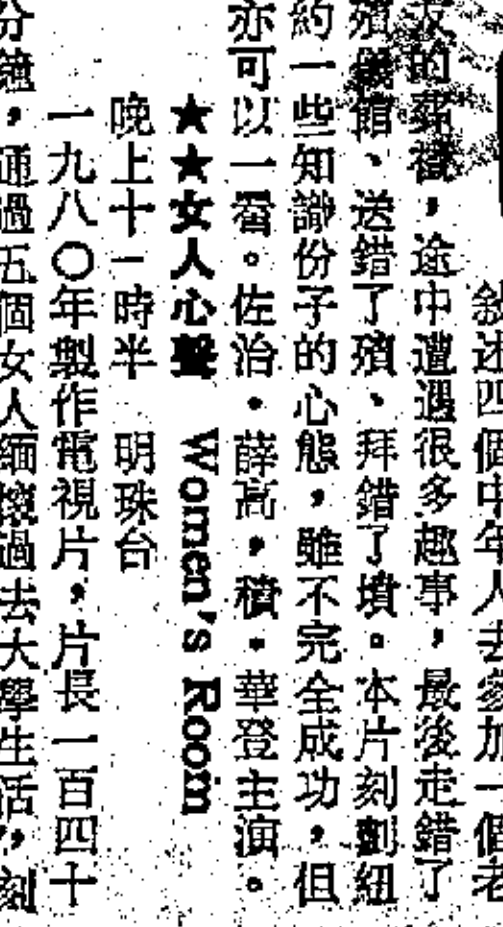 敍述四個中年人去參加一個老
友的葬禮，途中遭遇很多趣事，最後走錯了
殯儀館、送錯了殯、拜錯了墳。本片刻劃紐
約一些知識份子的心態，雖不完全成功，但
亦可以一看。佐治・薛高，積・華登主演。
★★女人心聲 Women's Room
晚上十一時半 明珠台
一九八〇年製作電視片，片長一百四十
分鐘，通過五個女人緬懷過去大學生活，刻